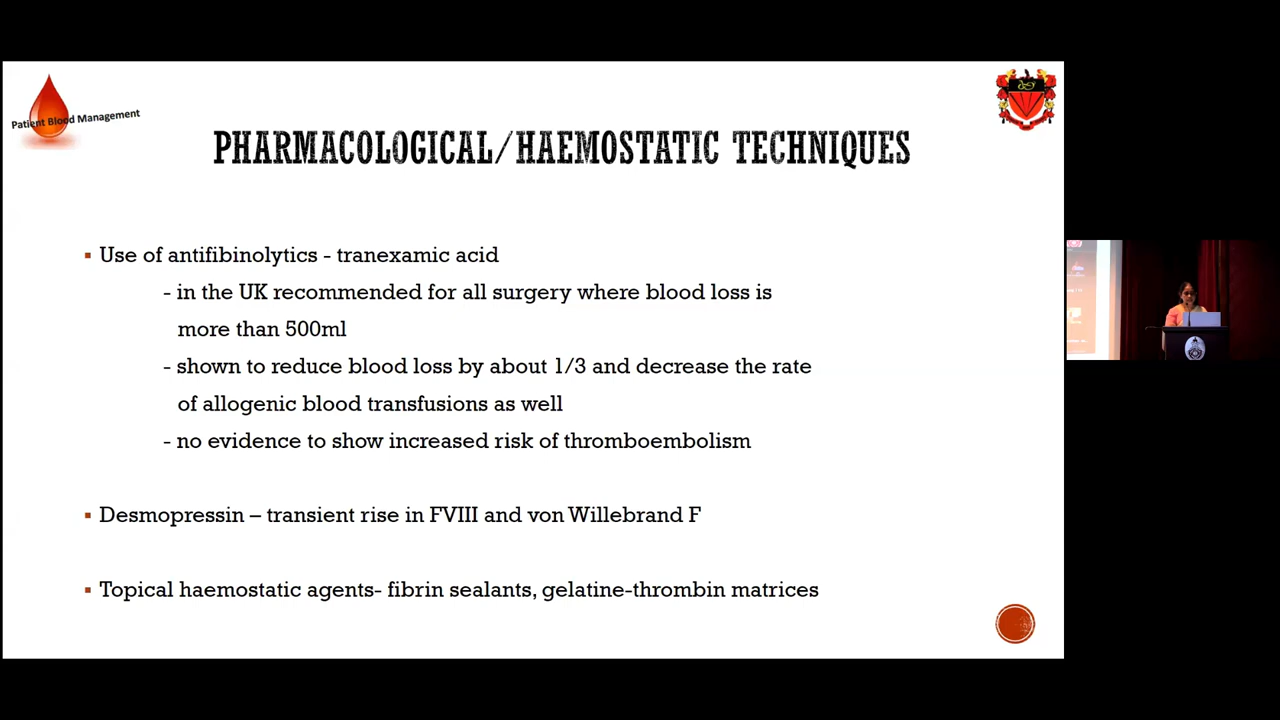 Patient Blood Management
PHARMACOLOGICAL/HAEMOSTATIC TECHNIQUES
▪ Use of antifibinolytics - tranexamic acid
- in the UK recommended for all surgery where blood loss is
more than 500ml
- shown to reduce blood loss by about 1/3 and decrease the rate
of allogenic blood transfusions as well
- no evidence to show increased risk of thromboembolism
▪ Desmopressin – transient rise in FVIII and von Willebrand F
▪ Topical haemostatic agents- fibrin sealants, gelatine-thrombin matrices